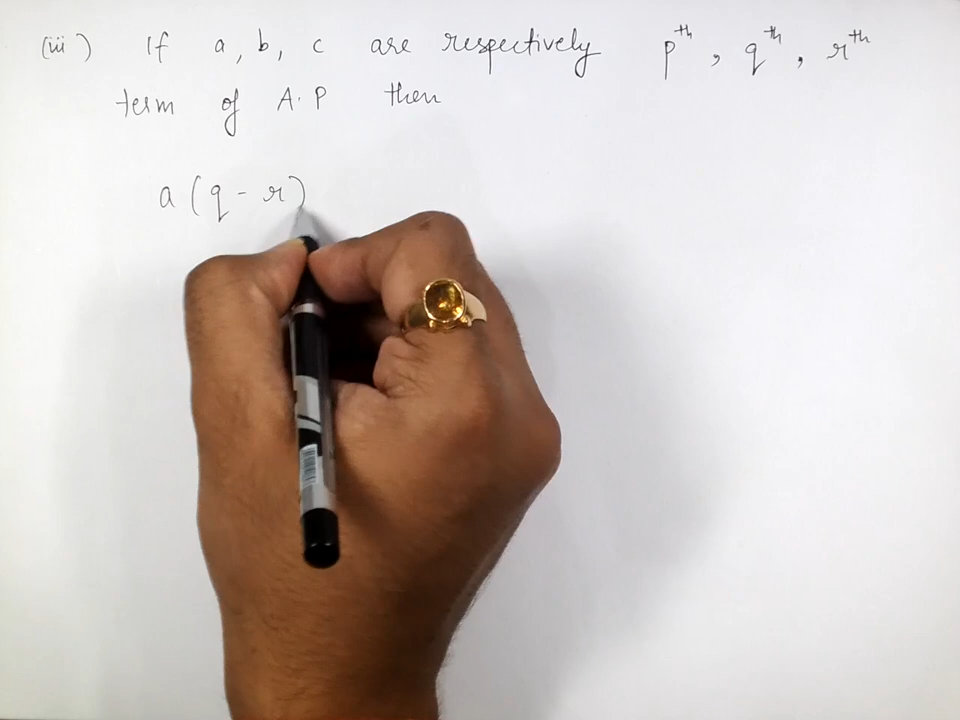 (iii) If a, b, c are respectively pᵗʰ, qᵗʰ, rᵗʰ
term of A.P then
a(q - r)